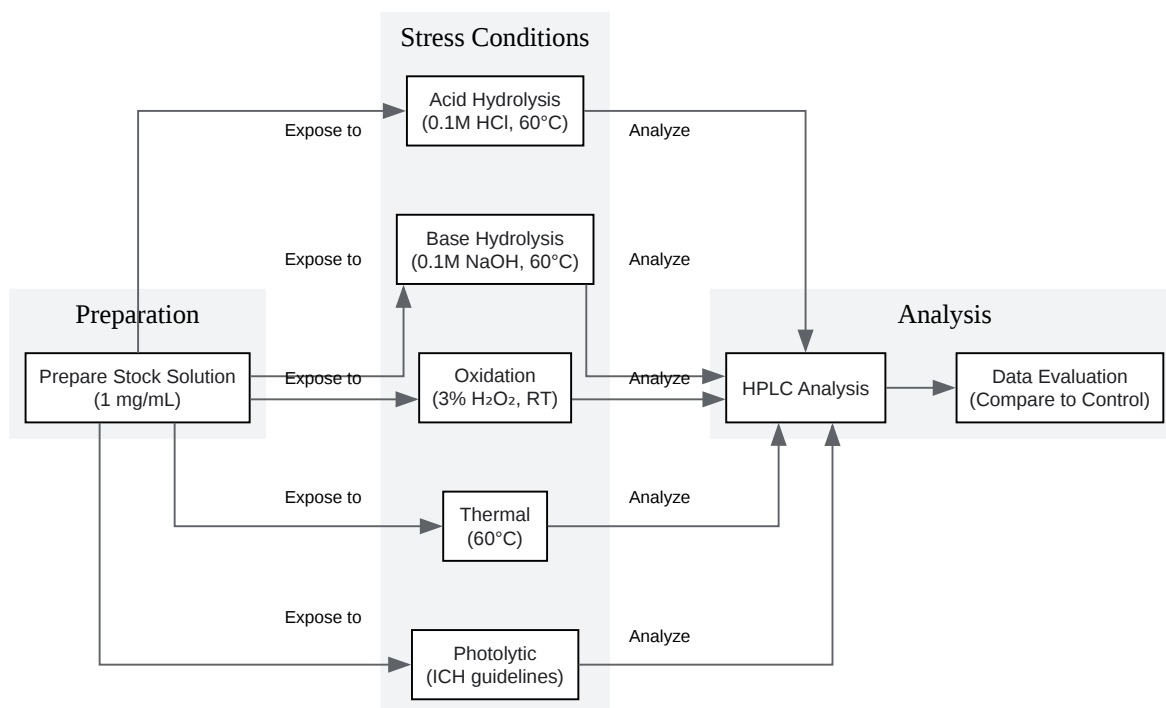 Stress Conditions
Acid Hydrolysis
(0.1M HCl, 60°C)
Expose to
Analyze
Base Hydrolysis
(0.1M NaOH, 60°C)
Expose to
Analyze
Preparation
Analysis
Prepare Stock Solution
(1 mg/mL)
Expose to
Oxidation
(3% H₂O₂, RT)
Analyze
HPLC Analysis
Data Evaluation
(Compare to Control)
Expose to
Thermal
(60°C)
Analyze
Expose to
Photolytic
(ICH guidelines)
Analyze